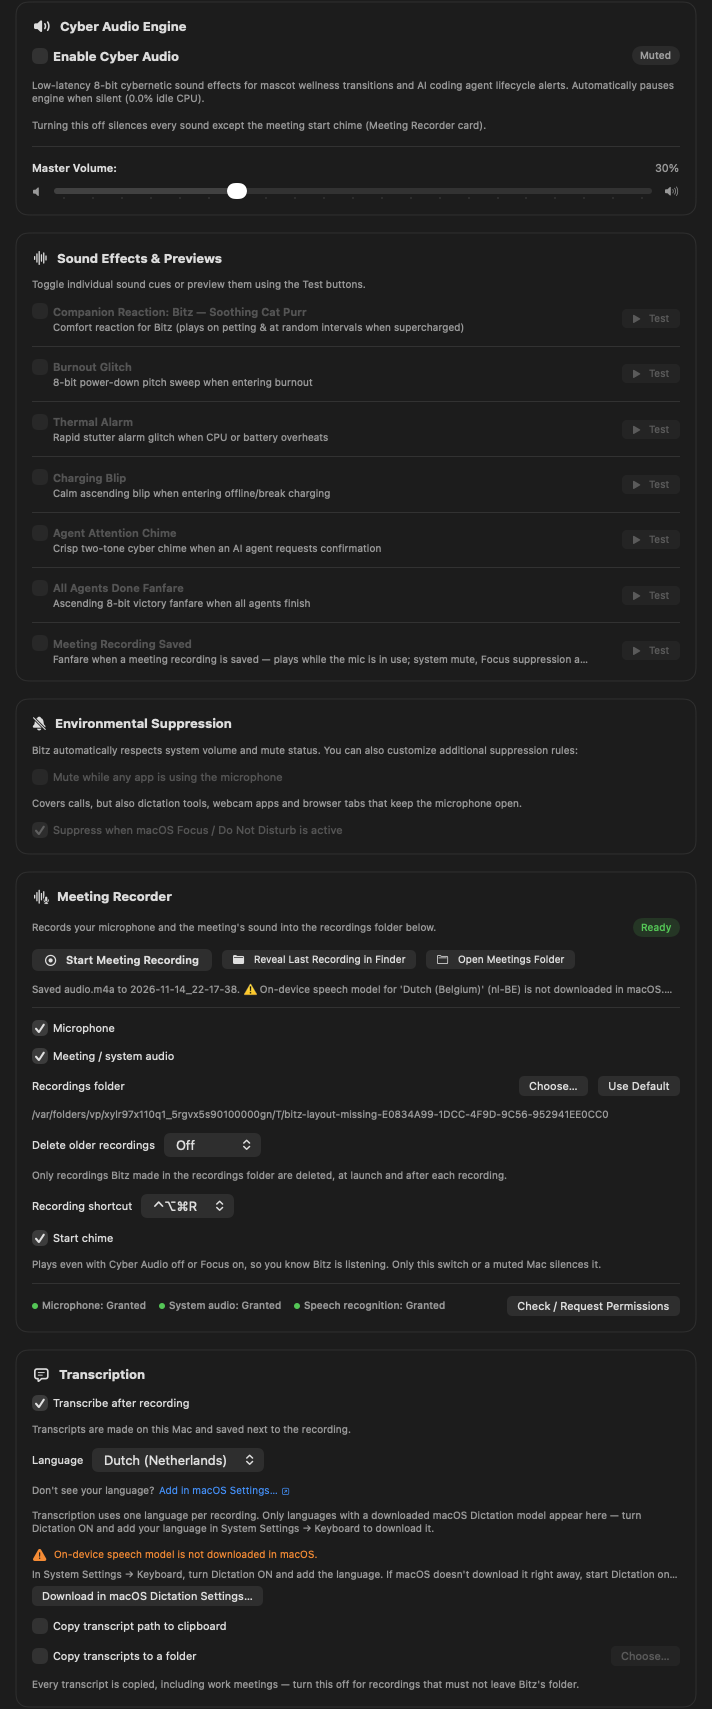 Cyber Audio Engine
Enable Cyber Audio
Muted
Low-latency 8-bit cybernetic sound effects for mascot wellness transitions and AI coding agent lifecycle alerts. Automatically pauses
engine when silent (0.0% idle CPU).
Turning this off silences every sound except the meeting start chime (Meeting Recorder card).
Master Volume:
30%
Sound Effects & Previews
Toggle individual sound cues or preview them using the Test buttons.
Companion Reaction: Bitz — Soothing Cat Purr
Comfort reaction for Bitz (plays on petting & at random intervals when supercharged)
Test
Burnout Glitch
8-bit power-down pitch sweep when entering burnout
Test
Thermal Alarm
Rapid stutter alarm glitch when CPU or battery overheats
Test
Charging Blip
Calm ascending blip when entering offline/break charging
Test
Agent Attention Chime
Crisp two-tone cyber chime when an AI agent requests confirmation
Test
All Agents Done Fanfare
Ascending 8-bit victory fanfare when all agents finish
Test
Meeting Recording Saved
Fanfare when a meeting recording is saved — plays while the mic is in use; system mute, Focus suppression a...
Test
Environmental Suppression
Bitz automatically respects system volume and mute status. You can also customize additional suppression rules:
Mute while any app is using the microphone
Covers calls, but also dictation tools, webcam apps and browser tabs that keep the microphone open.
Suppress when macOS Focus / Do Not Disturb is active
Meeting Recorder
Records your microphone and the meeting's sound into the recordings folder below.
Ready
Start Meeting Recording
Reveal Last Recording in Finder
Open Meetings Folder
Saved audio.m4a to 2026-11-14_22-17-38. ⚠️ On-device speech model for 'Dutch (Belgium)' (nl-BE) is not downloaded in macOS....
Microphone
Meeting / system audio
Recordings folder
Choose...
Use Default
/var/folders/vp/xylr97x110q1_5rgvx5s90100000gn/T/bitz-layout-missing-E0834A99-1DCC-4F9D-9C56-952941EE0CC0
Delete older recordings
Off
Only recordings Bitz made in the recordings folder are deleted, at launch and after each recording.
Recording shortcut
^⌥⌘R
Start chime
Plays even with Cyber Audio off or Focus on, so you know Bitz is listening. Only this switch or a muted Mac silences it.
Microphone: Granted
System audio: Granted
Speech recognition: Granted
Check / Request Permissions
Transcription
Transcribe after recording
Transcripts are made on this Mac and saved next to the recording.
Language
Dutch (Netherlands)
Don't see your language? Add in macOS Settings...
Transcription uses one language per recording. Only languages with a downloaded macOS Dictation model appear here — turn
Dictation ON and add your language in System Settings → Keyboard to download it.
On-device speech model is not downloaded in macOS.
In System Settings → Keyboard, turn Dictation ON and add the language. If macOS doesn't download it right away, start Dictation on...
Download in macOS Dictation Settings...
Copy transcript path to clipboard
Copy transcripts to a folder
Choose...
Every transcript is copied, including work meetings — turn this off for recordings that must not leave Bitz's folder.